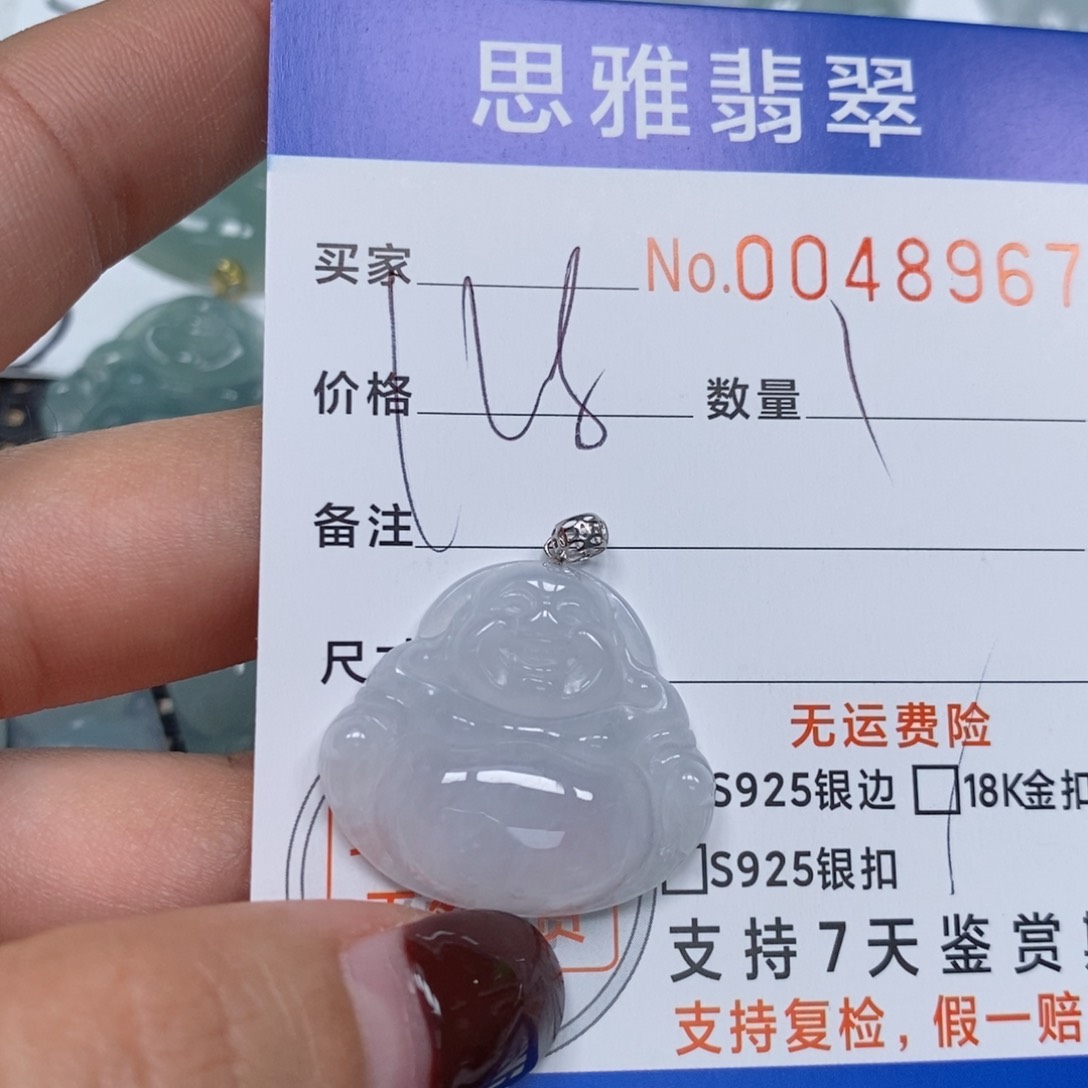 思雅翡翠
买家 No.0048967
价格 数量 1
备注
尺寸
无运费险
S925银边 □18K金扣
□S925银扣
支持7天鉴赏
支持复检，假一赔